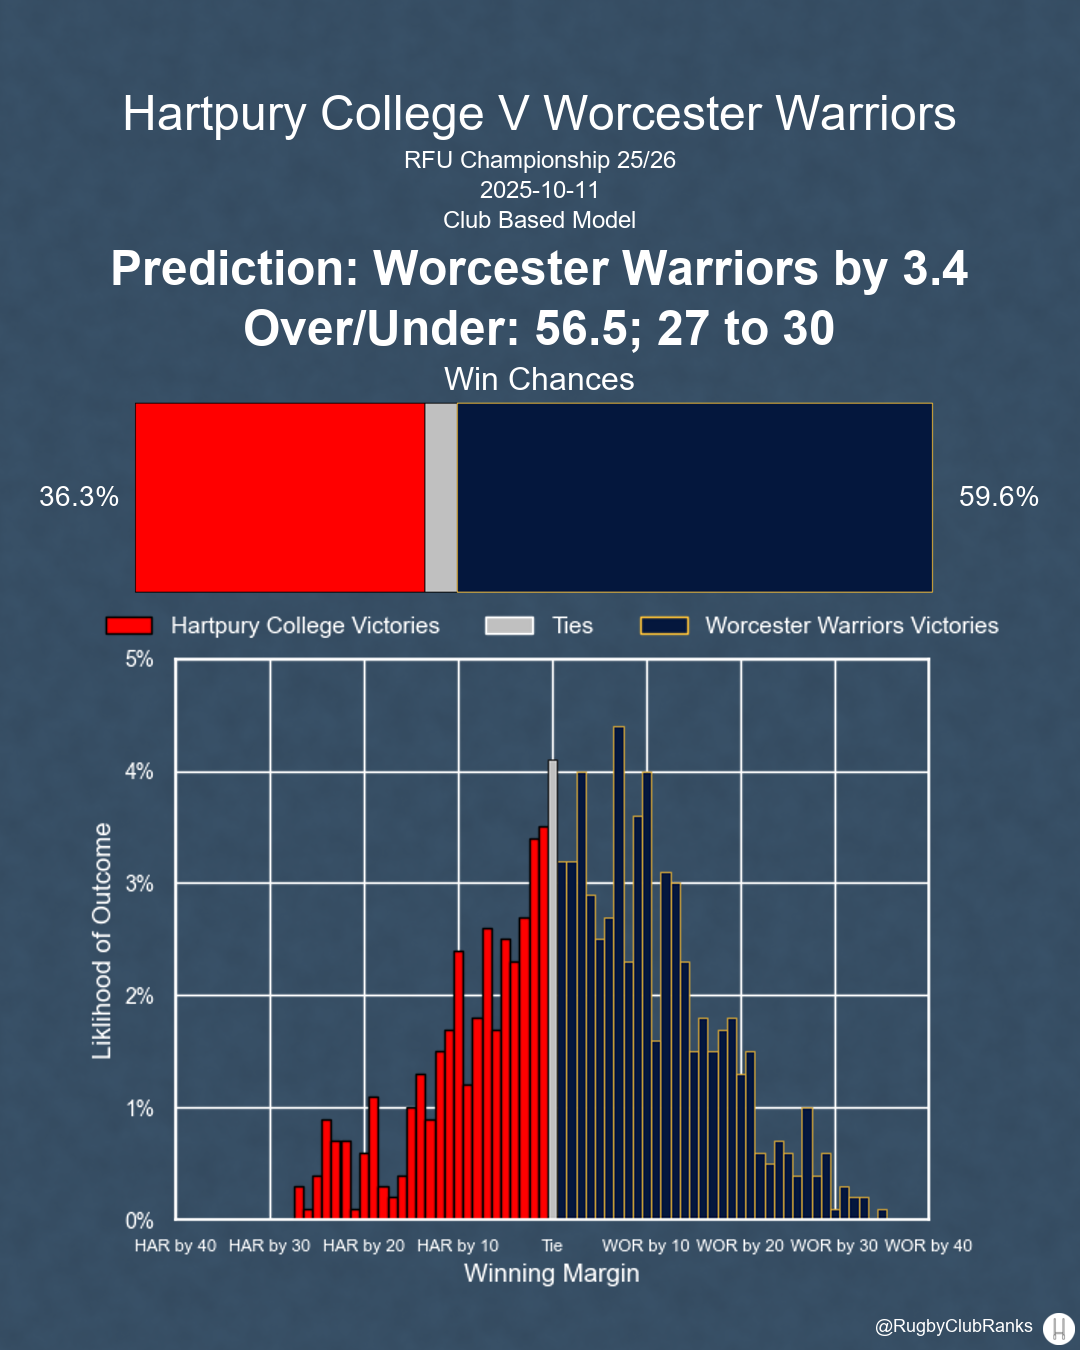 Hartpury College V Worcester Warriors
RFU Championship 25/26
2025-10-11
Club Based Model
Prediction: Worcester Warriors by 3.4
Over/Under: 56.5; 27 to 30
Win Chances
36.3%
59.6%
Hartpury College Victories
Ties
Worcester Warriors Victories
5%
4%
3%
2%
1%
0%
Liklihood of Outcome
HAR by 40
HAR by 30
HAR by 20
HAR by 10
Tie
WOR by 10
WOR by 20
WOR by 30
WOR by 40
Winning Margin
@RugbyClubRanks